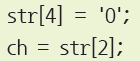 str[4] = '0';
ch = str[2];